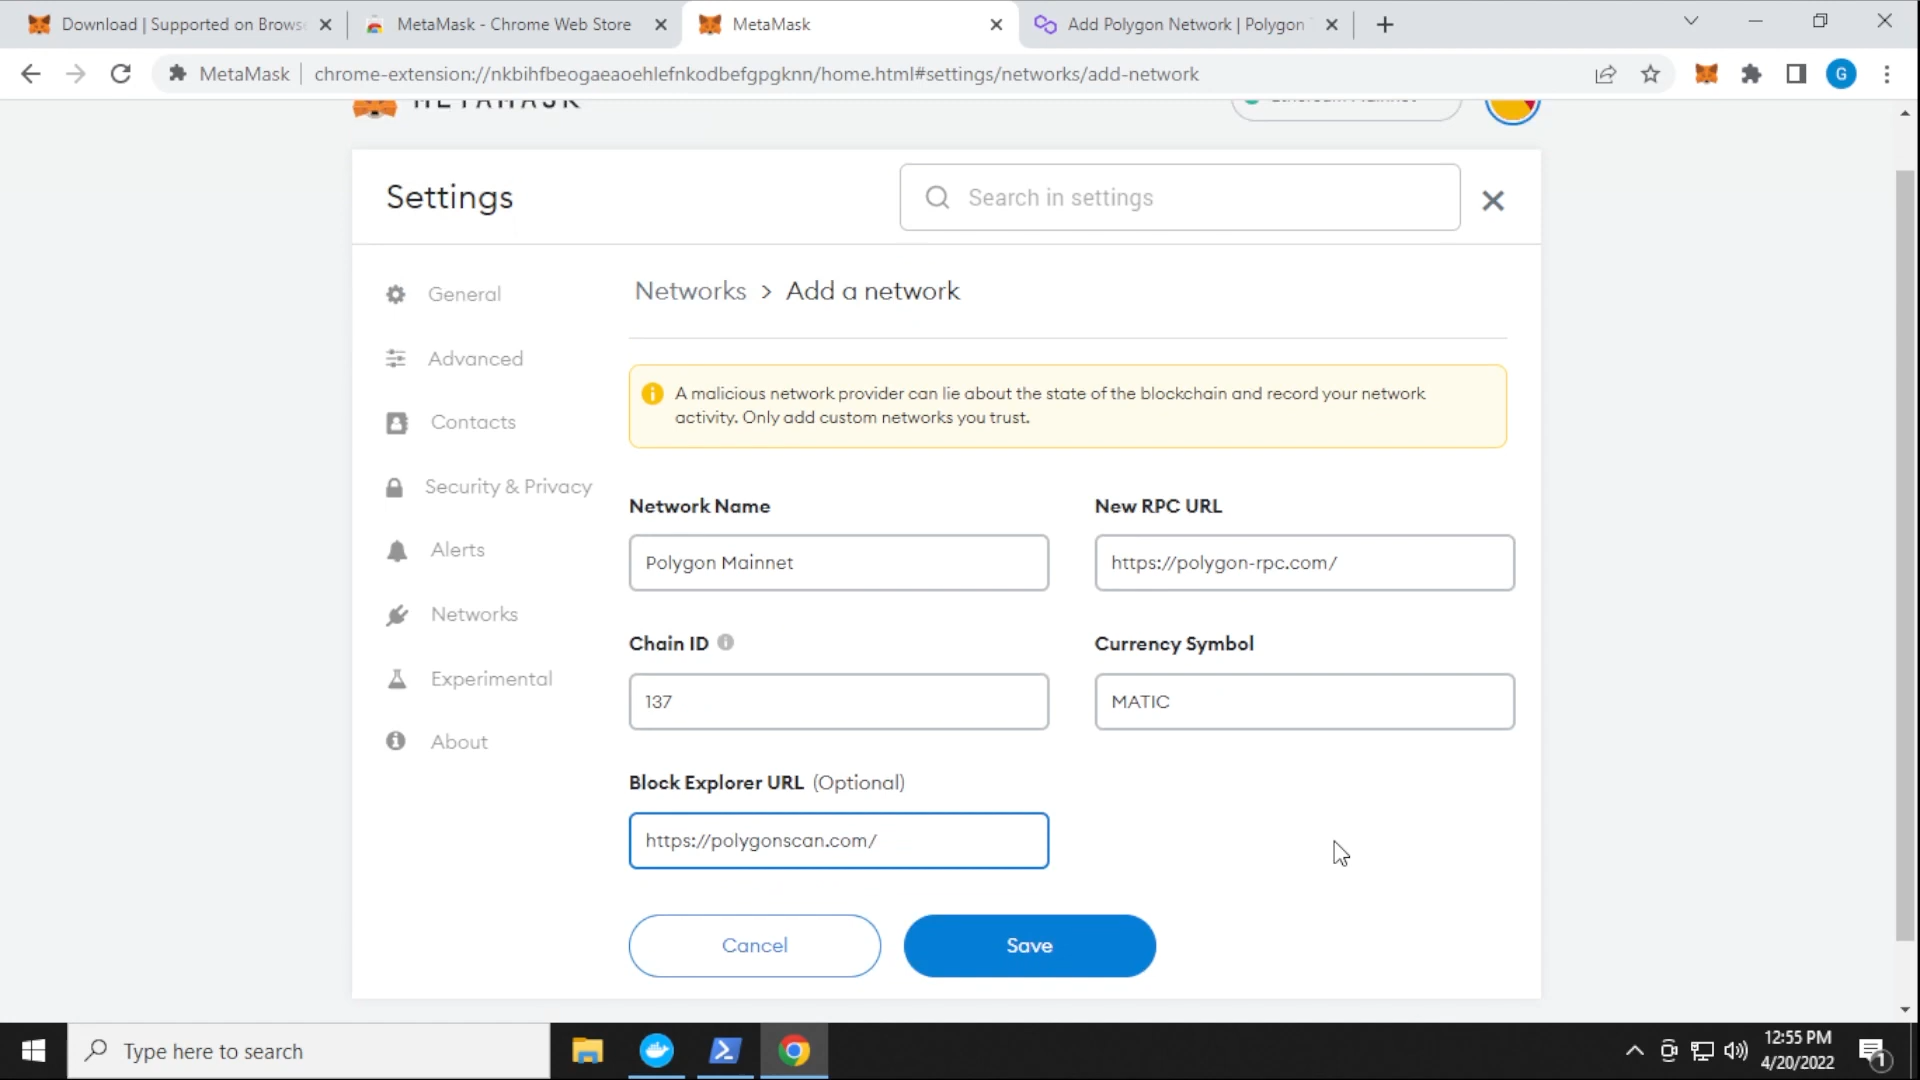 Download | Supported on Brows
MetaMask - Chrome Web Store
MetaMask
Add Polygon Network | Polygon
MetaMask
chrome-extension://nkbihfbeogaeaoehlefnkodbefgpgknn/home.html#settings/networks/add-network
G
METAMASK
Ethereum Mainnet
Settings
Search in settings
General
Advanced
Contacts
Security & Privacy
Alerts
Networks
Experimental
About
Networks > Add a network
A malicious network provider can lie about the state of the blockchain and record your network
activity. Only add custom networks you trust.
Network Name
New RPC URL
Polygon Mainnet
https://polygon-rpc.com/
Chain ID
Currency Symbol
137
MATIC
Block Explorer URL (Optional)
https://polygonscan.com/
Cancel
Save
Type here to search
12:55 PM
4/20/2022
1